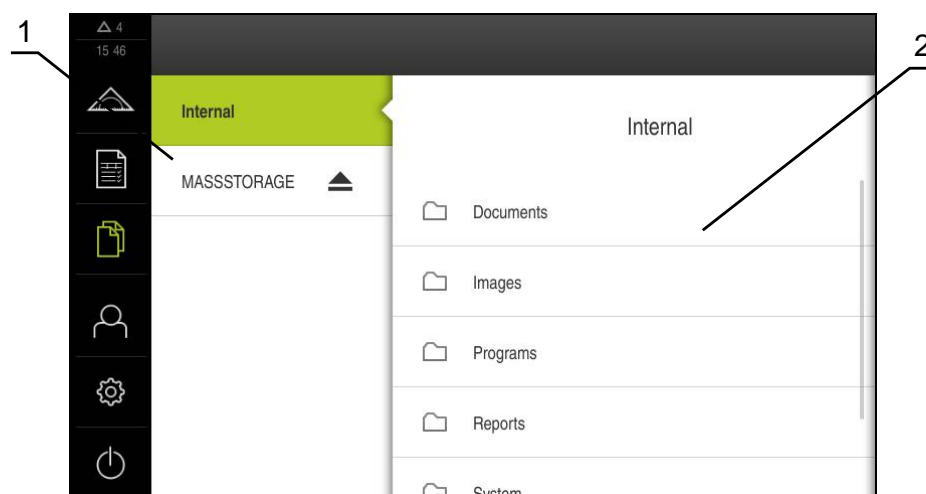 1
4
15 46
2
Internal
MASSSTORAGE
Internal
Documents
Images
Programs
Reports
System